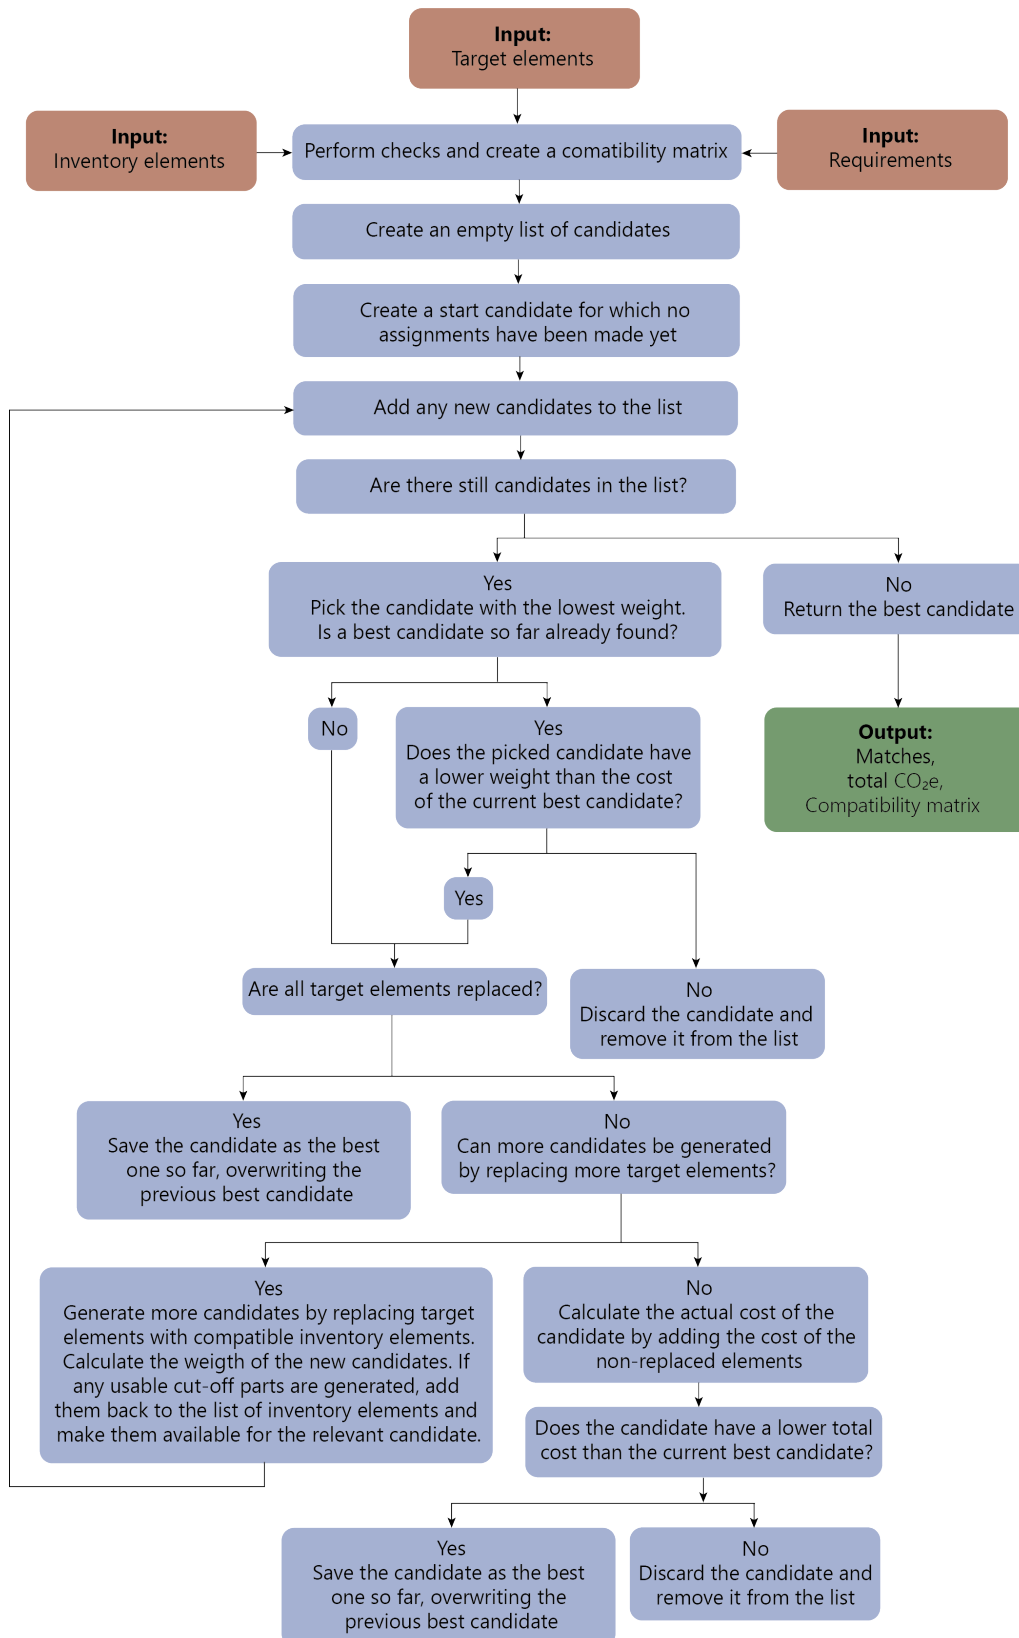 Input:
Target elements
Input:
Inventory elements
Perform checks and create a comatibility matrix
Input:
Requirements
Create an empty list of candidates
Create a start candidate for which no
assignments have been made yet
Add any new candidates to the list
Are there still candidates in the list?
Yes
Pick the candidate with the lowest weight.
Is a best candidate so far already found?
No
Return the best candidate
No
Yes
Does the picked candidate have
a lower weight than the cost
of the current best candidate?
Output:
Matches,
total CO₂e,
Compatibility matrix
Yes
Are all target elements replaced?
No
Discard the candidate and
remove it from the list
Yes
Save the candidate as the best
one so far, overwriting the
previous best candidate
No
Can more candidates be generated
by replacing more target elements?
Yes
Generate more candidates by replacing target
elements with compatible inventory elements.
Calculate the weigth of the new candidates. If
any usable cut-off parts are generated, add
them back to the list of inventory elements and
make them available for the relevant candidate.
No
Calculate the actual cost of the
candidate by adding the cost of the
non-replaced elements
Does the candidate have a lower total
cost than the current best candidate?
Yes
Save the candidate as the best
one so far, overwriting the
previous best candidate
No
Discard the candidate and
remove it from the list